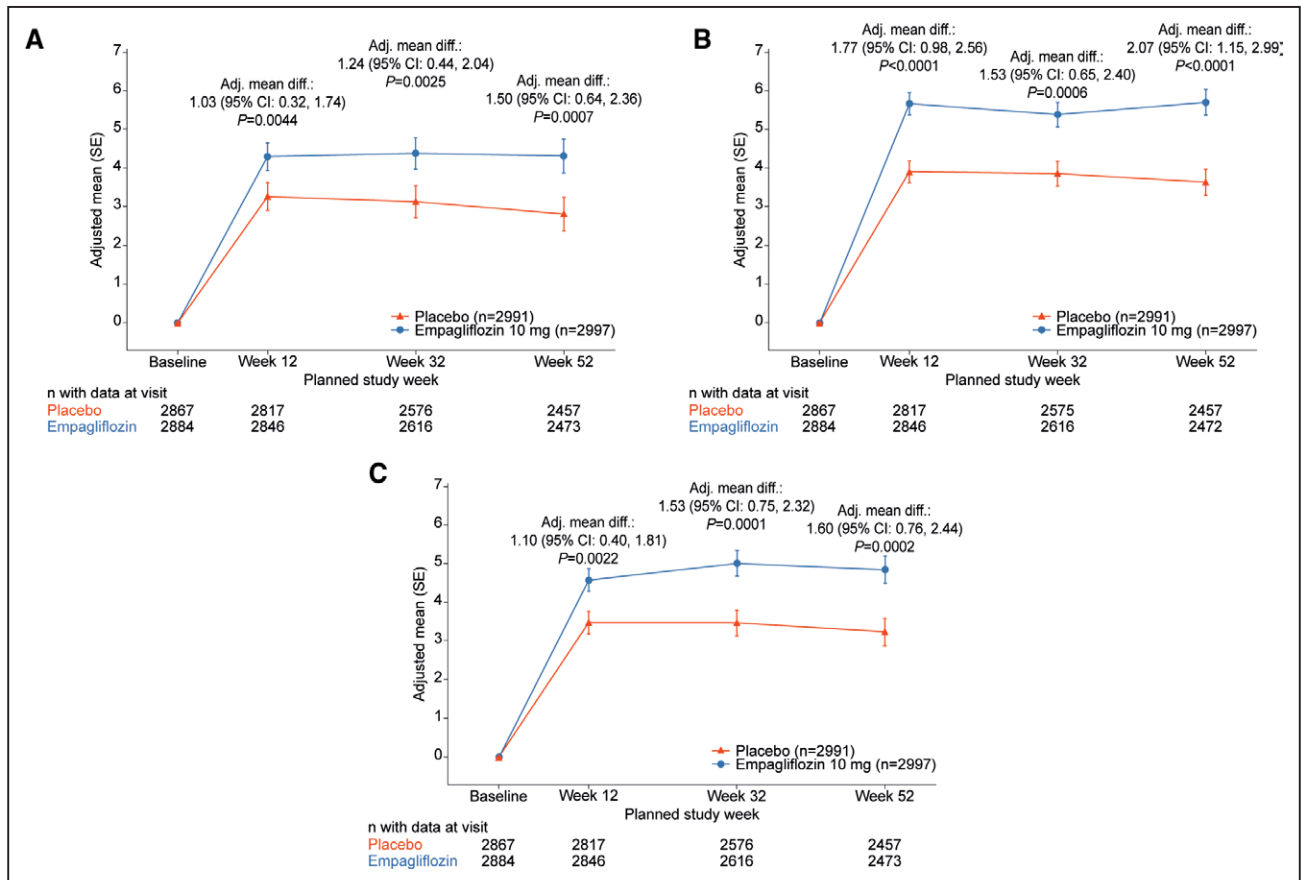 A
7
6
5
4
3
2
1
0
Adjusted mean (SE)
Adj. mean diff.:
1.03 (95% CI: 0.32, 1.74)
P=0.0044
Adj. mean diff.:
1.24 (95% CI: 0.44, 2.04)
P=0.0025
Adj. mean diff.:
1.50 (95% CI: 0.64, 2.36)
P=0.0007
Placebo (n=2991)
Empagliflozin 10 mg (n=2997)
Baseline Week 12 Week 32 Week 52
Planned study week
n with data at visit
Placebo 2867 2817 2576 2457
Empagliflozin 2884 2846 2616 2473
B
7
6
5
4
3
2
1
0
Adjusted mean (SE)
Adj. mean diff.:
1.77 (95% CI: 0.98, 2.56)
P<0.0001
Adj. mean diff.:
1.53 (95% CI: 0.65, 2.40)
P=0.0006
Adj. mean diff.:
2.07 (95% CI: 1.15, 2.99)
P<0.0001
Placebo (n=2991)
Empagliflozin 10 mg (n=2997)
Baseline Week 12 Week 32 Week 52
Planned study week
n with data at visit
Placebo 2867 2817 2575 2457
Empagliflozin 2884 2846 2616 2472
C
7
6
5
4
3
2
1
0
Adjusted mean (SE)
Adj. mean diff.:
1.10 (95% CI: 0.40, 1.81)
P=0.0022
Adj. mean diff.:
1.53 (95% CI: 0.75, 2.32)
P=0.0001
Adj. mean diff.:
1.60 (95% CI: 0.76, 2.44)
P=0.0002
Placebo (n=2991)
Empagliflozin 10 mg (n=2997)
Baseline Week 12 Week 32 Week 52
Planned study week
n with data at visit
Placebo 2867 2817 2576 2457
Empagliflozin 2884 2846 2616 2473